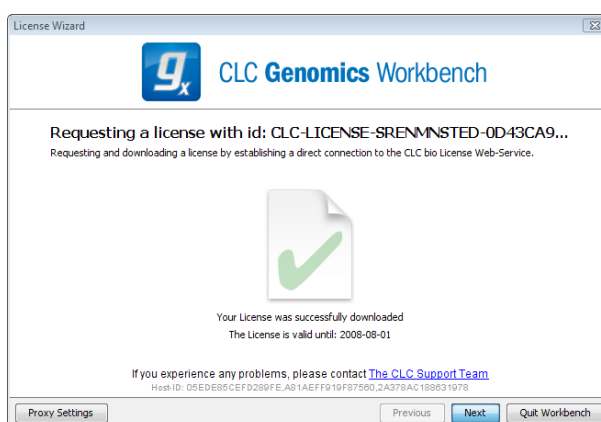 License Wizard
gx CLC Genomics Workbench
Requesting a license with id: CLC-LICENSE-SRENMNSTED-0D43CA9...
Requesting and downloading a license by establishing a direct connection to the CLC bio License Web-Service.
Your License was successfully downloaded
The License is valid until: 2008-08-01
If you experience any problems, please contact The CLC Support Team
Host-ID: 05EDE85CEFD289FE,A81AEFF919F87560,2A378AC188631978
Proxy Settings Previous Next Quit Workbench